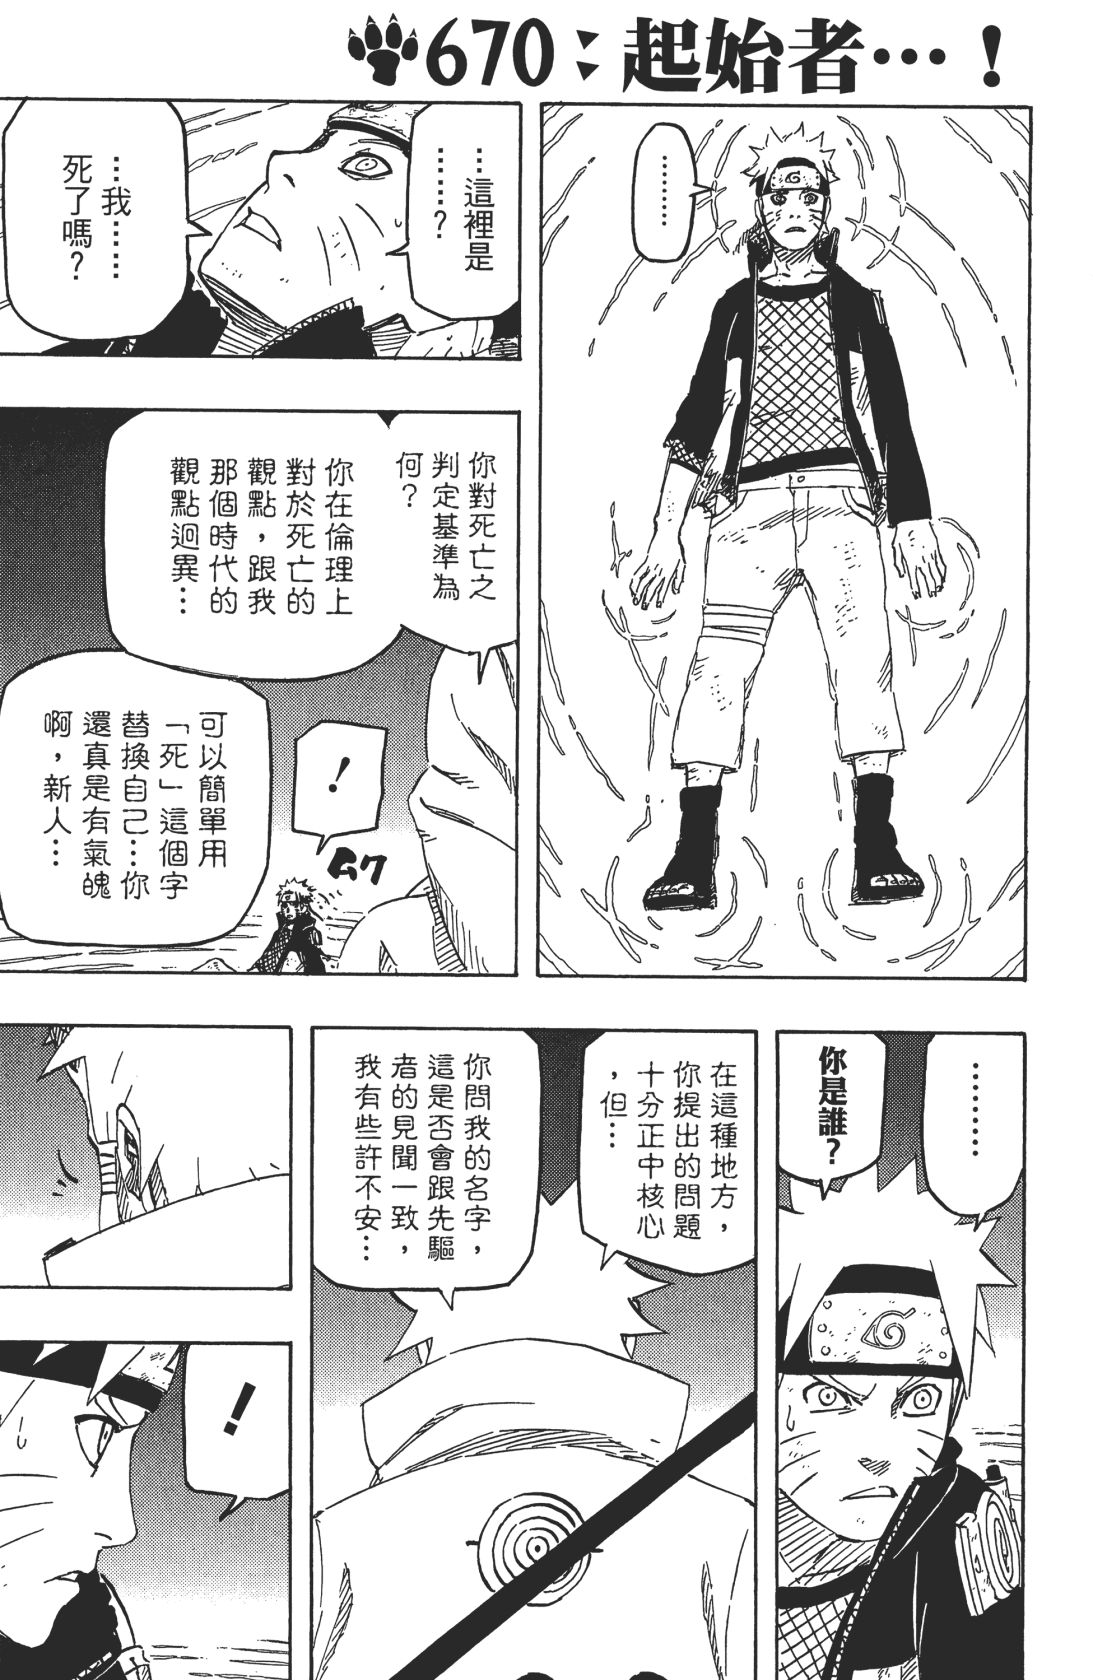 670：起始者…！
………
…這裡是
……？
…我……
死了嗎？
你對死亡之
判定基準為
何？
你在倫理上
對於死亡的
觀點，跟我
那個時代的
觀點迥異…
！
ムク
可以簡單用
「死」這個字
替換自己…你
還真是有氣魄
啊，新人…
………
你是誰？
在這種地方，
你提出的問題
十分正中核心
，但…
你問我的名字，
這是否會跟先驅
者的見聞一致，
我有些許不安…
！